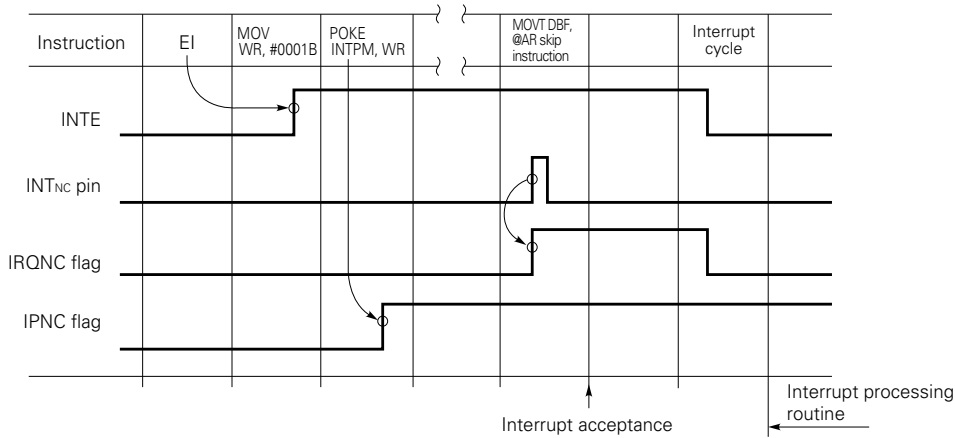 Instruction
EI
MOV
WR, #0001B
POKE
INTPM, WR
MOVT DBF,
@AR skip
instruction
Interrupt
cycle
INTE
INTNC pin
IRQNC flag
IPNC flag
Interrupt acceptance
Interrupt processing
routine